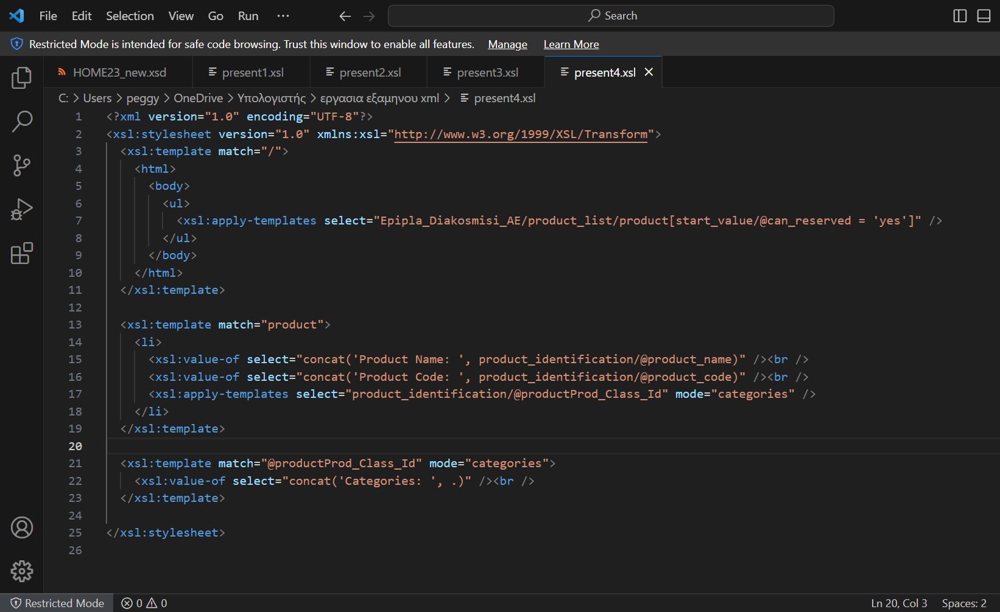 File Edit Selection View Go Run ··· Search
Restricted Mode is intended for safe code browsing. Trust this window to enable all features. Manage Learn More
HOME23_new.xsd present1.xsl present2.xsl present3.xsl present4.xsl
C: > Users > peggy > OneDrive > Υπολογιστής > εργασια εξαμηνου xml > present4.xsl
1 <?xml version="1.0" encoding="UTF-8"?>
2 <xsl:stylesheet version="1.0" xmlns:xsl="http://www.w3.org/1999/XSL/Transform">
3   <xsl:template match="/">
4     <html>
5       <body>
6         <ul>
7           <xsl:apply-templates select="Epipla_Diakosmisi_AE/product_list/product[start_value/@can_reserved = 'yes']" />
8         </ul>
9       </body>
10     </html>
11   </xsl:template>
12
13   <xsl:template match="product">
14     <li>
15       <xsl:value-of select="concat('Product Name: ', product_identification/@product_name)" /><br />
16       <xsl:value-of select="concat('Product Code: ', product_identification/@product_code)" /><br />
17       <xsl:apply-templates select="product_identification/@productProd_Class_Id" mode="categories" />
18     </li>
19   </xsl:template>
20
21   <xsl:template match="@productProd_Class_Id" mode="categories">
22     <xsl:value-of select="concat('Categories: ', .)" /><br />
23   </xsl:template>
24
25 </xsl:stylesheet>
26
Restricted Mode 0 0 Ln 20, Col 3 Spaces: 2